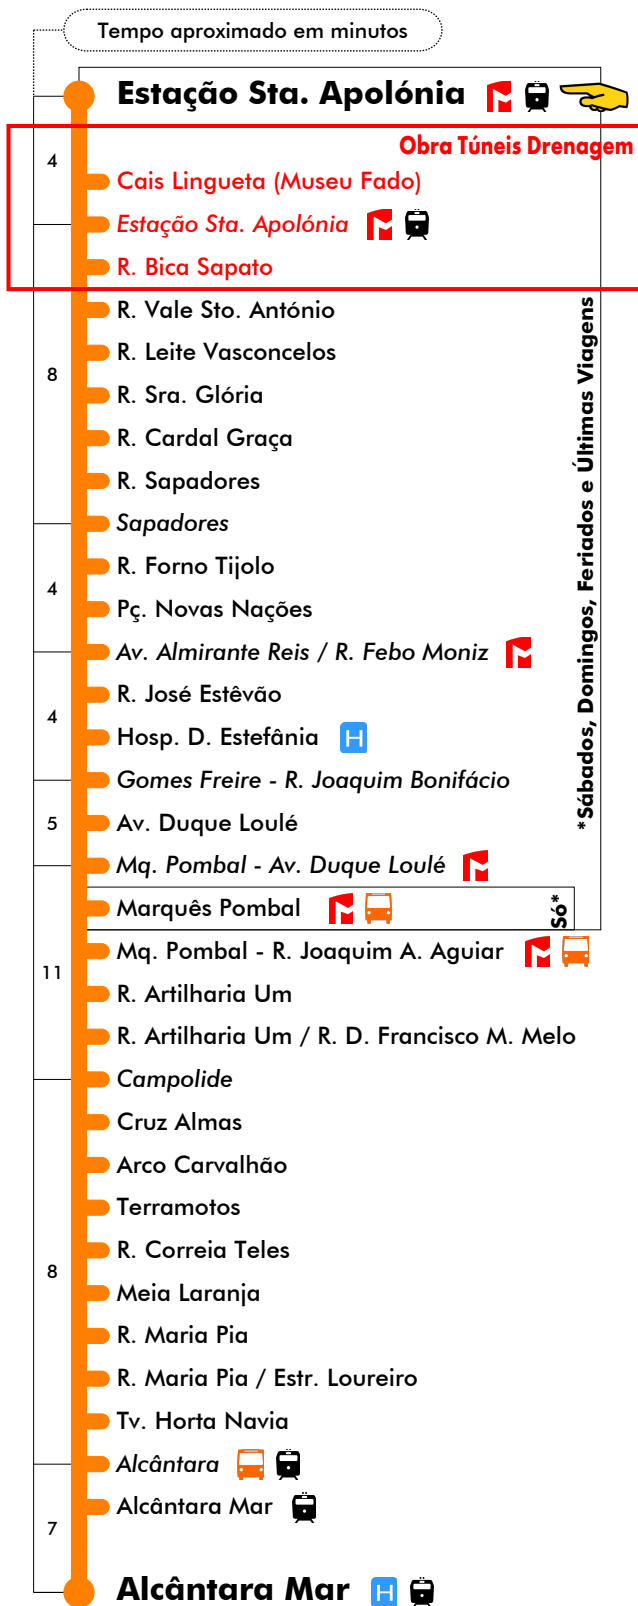 Tempo aproximado em minutos
Estação Sta. Apolónia
Obra Túneis Drenagem
4
Cais Lingueta (Museu Fado)
Estação Sta. Apolónia
R. Bica Sapato
R. Vale Sto. António
R. Leite Vasconcelos
8
R. Sra. Glória
R. Cardal Graça
R. Sapadores
Sapadores
R. Forno Tijolo
4
Pç. Novas Nações
Av. Almirante Reis / R. Febo Moniz
R. José Estêvão
4
Hosp. D. Estefânia
H
Gomes Freire - R. Joaquim Bonifácio
5
Av. Duque Loulé
Mq. Pombal - Av. Duque Loulé
*Sábados, Domingos, Feriados e Últimas Viagens
Marquês Pombal
Só*
Mq. Pombal - R. Joaquim A. Aguiar
11
R. Artilharia Um
R. Artilharia Um / R. D. Francisco M. Melo
Campolide
Cruz Almas
Arco Carvalhão
Terramotos
R. Correia Teles
8
Meia Laranja
R. Maria Pia
R. Maria Pia / Estr. Loureiro
Tv. Horta Navia
Alcântara
Alcântara Mar
7
Alcântara Mar
H